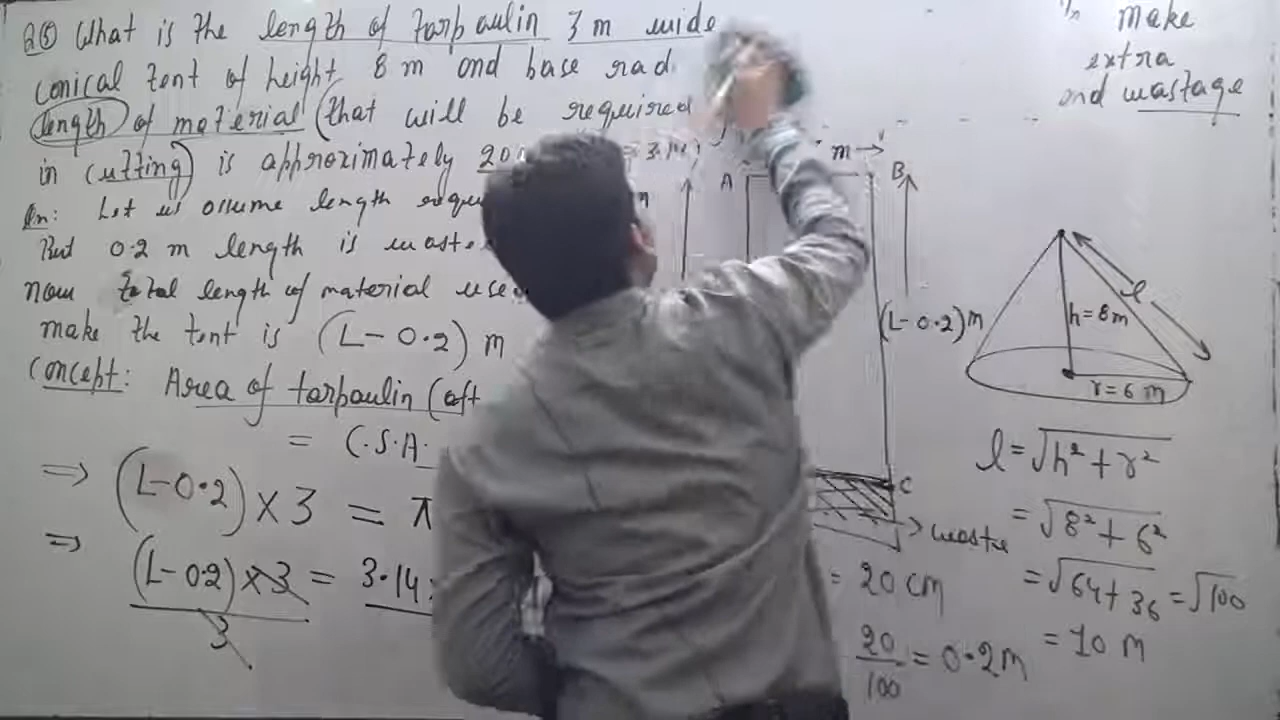 Q5 What is the length of tarpaulin 3 m wide
conical tent of height 8 m and base rad
length of material (that will be required
in cutting) is approximately 20
Let us assume length requ
But 0.2 m length is waste
now total length of material use
make the tent is (L-0.2) m
Concept: Area of tarpaulin (aft
= C.S.A.
=> (L-0.2) × 3 = π
=> (L-0.2) × 3 = 3.14
3
make
extra
and wastage
m
A
B
(L-0.2) m
C
waste
= 20 cm
20/100 = 0.2 m
l
h = 8 m
r = 6 m
l = √h² + r²
= √8² + 6²
= √64 + 36 = √100
= 10 m